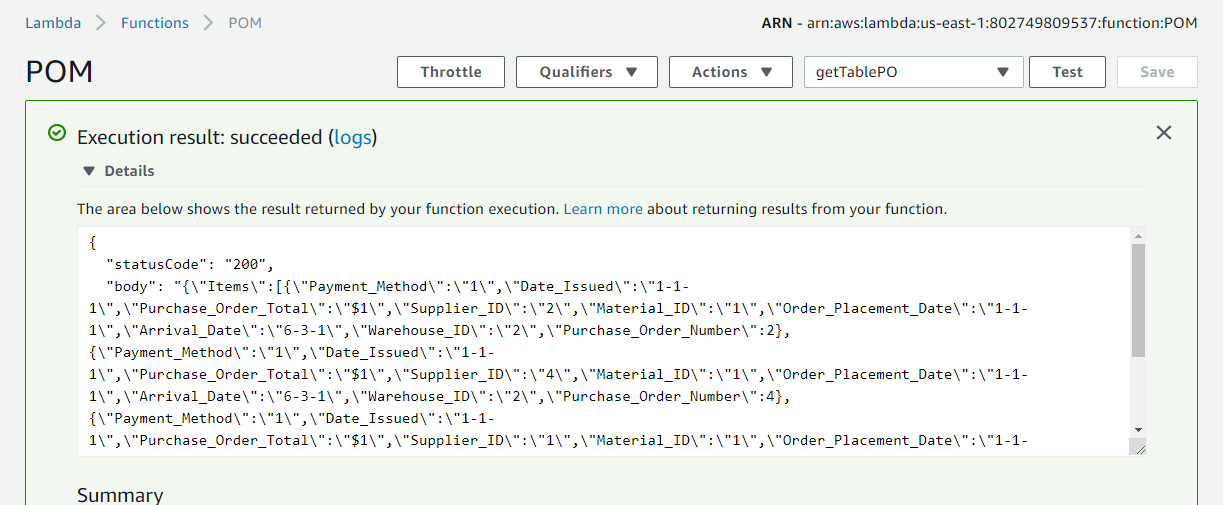 Lambda > Functions > POM ARN - arn:aws:lambda:us-east-1:802749809537:function:POM
POM Throttle Qualifiers Actions getTablePO Test Save
Execution result: succeeded (logs)
Details
The area below shows the result returned by your function execution. Learn more about returning results from your function.
{
"statusCode": "200",
"body": "{\"Items\":[{\"Payment_Method\":\"1\",\"Date_Issued\":\"1-1-
1\",\"Purchase_Order_Total\":\"$1\",\"Supplier_ID\":\"2\",\"Material_ID\":\"1\",\"Order_Placement_Date\":\"1-1-
1\",\"Arrival_Date\":\"6-3-1\",\"Warehouse_ID\":\"2\",\"Purchase_Order_Number\":2},
{\"Payment_Method\":\"1\",\"Date_Issued\":\"1-1-
1\",\"Purchase_Order_Total\":\"$1\",\"Supplier_ID\":\"4\",\"Material_ID\":\"1\",\"Order_Placement_Date\":\"1-1-
1\",\"Arrival_Date\":\"6-3-1\",\"Warehouse_ID\":\"2\",\"Purchase_Order_Number\":4},
{\"Payment_Method\":\"1\",\"Date_Issued\":\"1-1-
1\",\"Purchase_Order_Total\":\"$1\",\"Supplier_ID\":\"1\",\"Material_ID\":\"1\",\"Order_Placement_Date\":\"1-1-
Summary